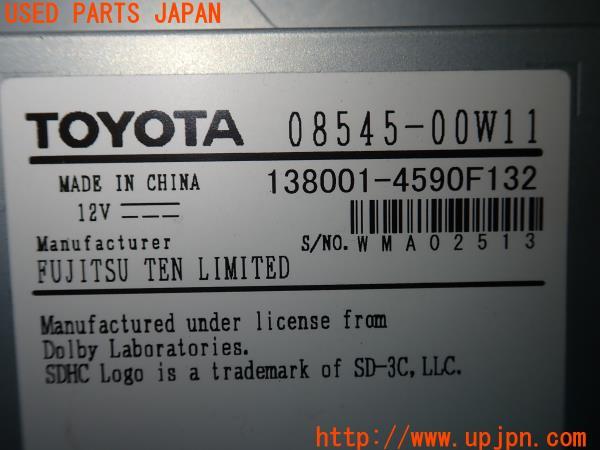 USED PARTS JAPAN
TOYOTA 08545-00W11
MADE IN CHINA 138001-4590F132
12V
Manufacturer S/NO. WMA02513
FUJITSU TEN LIMITED
Manufactured under license from
Dolby Laboratories.
SDHC Logo is a trademark of SD-3C, LLC.
http://www.upjpn.com